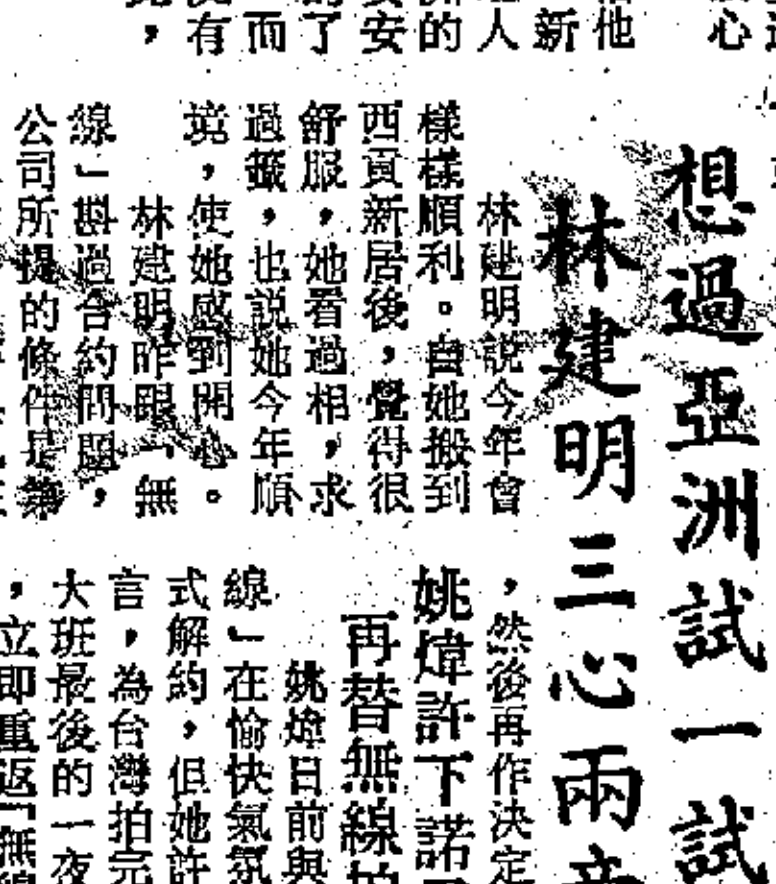 心
想過亞洲試一試
林建明三心兩
他
新
人
的
安
了
而
有
，
林建明說今年會
樣樣順利。自她搬到
西貢新居後，覺得很
舒服，她看過相，求
過籤，也說她今年順
境，使她感到開心。
林建明昨跟「無
線」斟過合約問題，
公司所提的條件是
，然後再作決定
姚煒許下諾
再替無線
姚煒日前與
線」在愉快氣氛
式解約，但她許
言，為台灣拍完
大班最後的一夜
，立即重返「無線